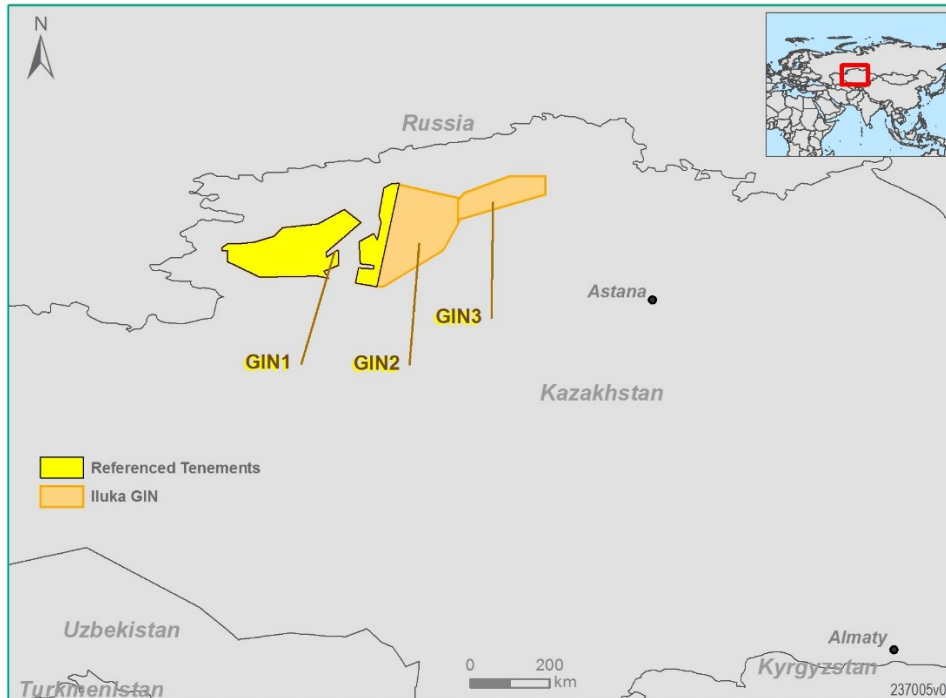 N
Russia
Astana
GIN3
GIN1
GIN2
Kazakhstan
Referenced Tenements
Iluka GIN
Uzbekistan
Almaty
0 200
km
Kyrgyzstan
Turkmenistan
237005v0